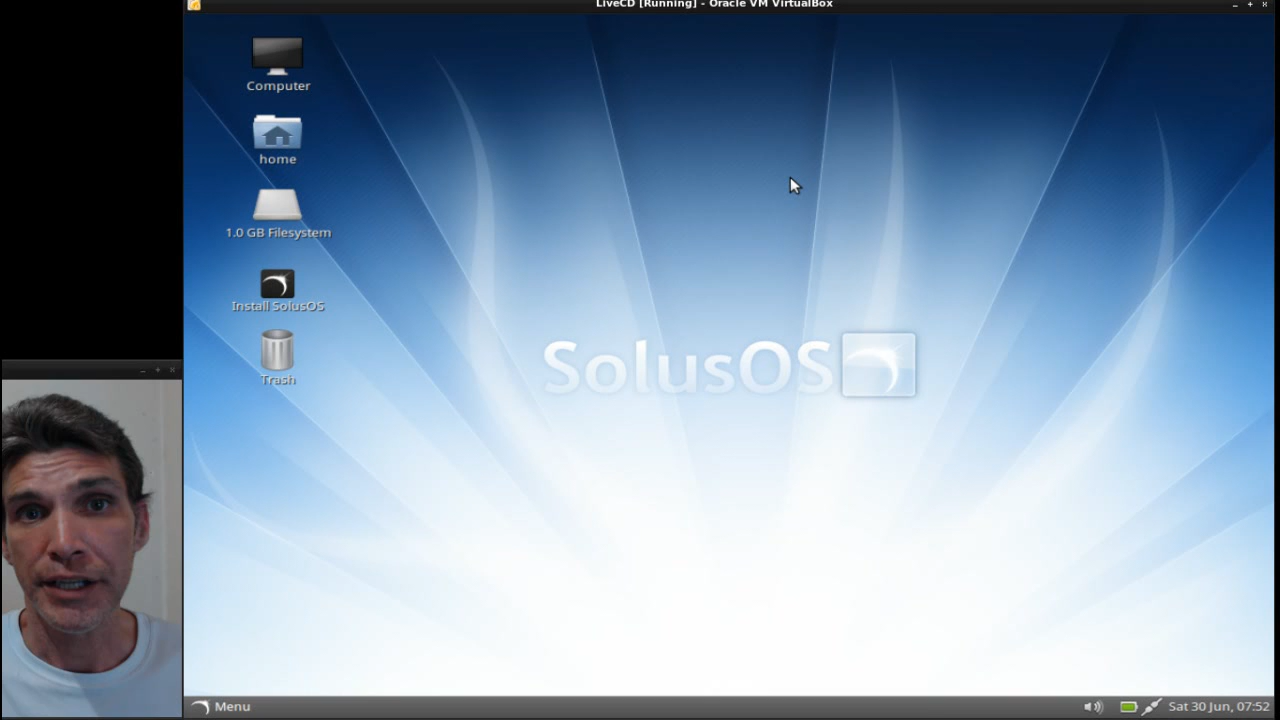 LiveCD [Running] - Oracle VM VirtualBox
Computer
home
1.0 GB Filesystem
Install SolusOS
Trash
SolusOS
Menu
Sat 30 Jun, 07:52